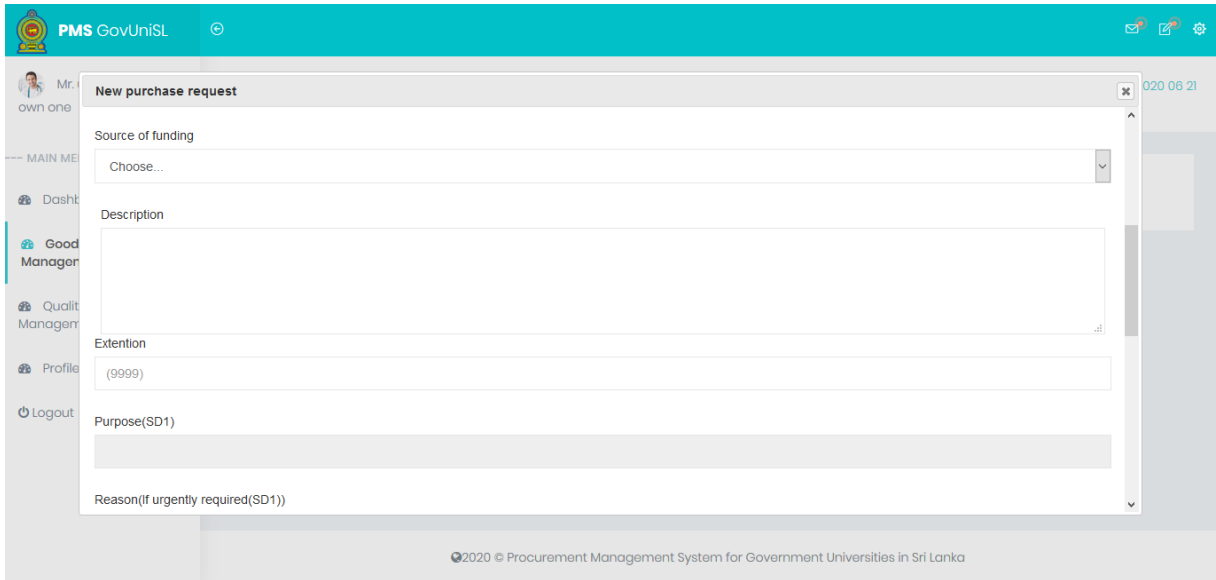 PMS GovUniSL
Mr.
own one
020 06 21
New purchase request
Source of funding
Choose...
Description
Extention
(9999)
Purpose(SD1)
Reason(If urgently required(SD1))
--- MAIN ME
Dashb
Good
Managem
Qualit
Managem
Profile
Logout
2020 © Procurement Management System for Government Universities in Sri Lanka